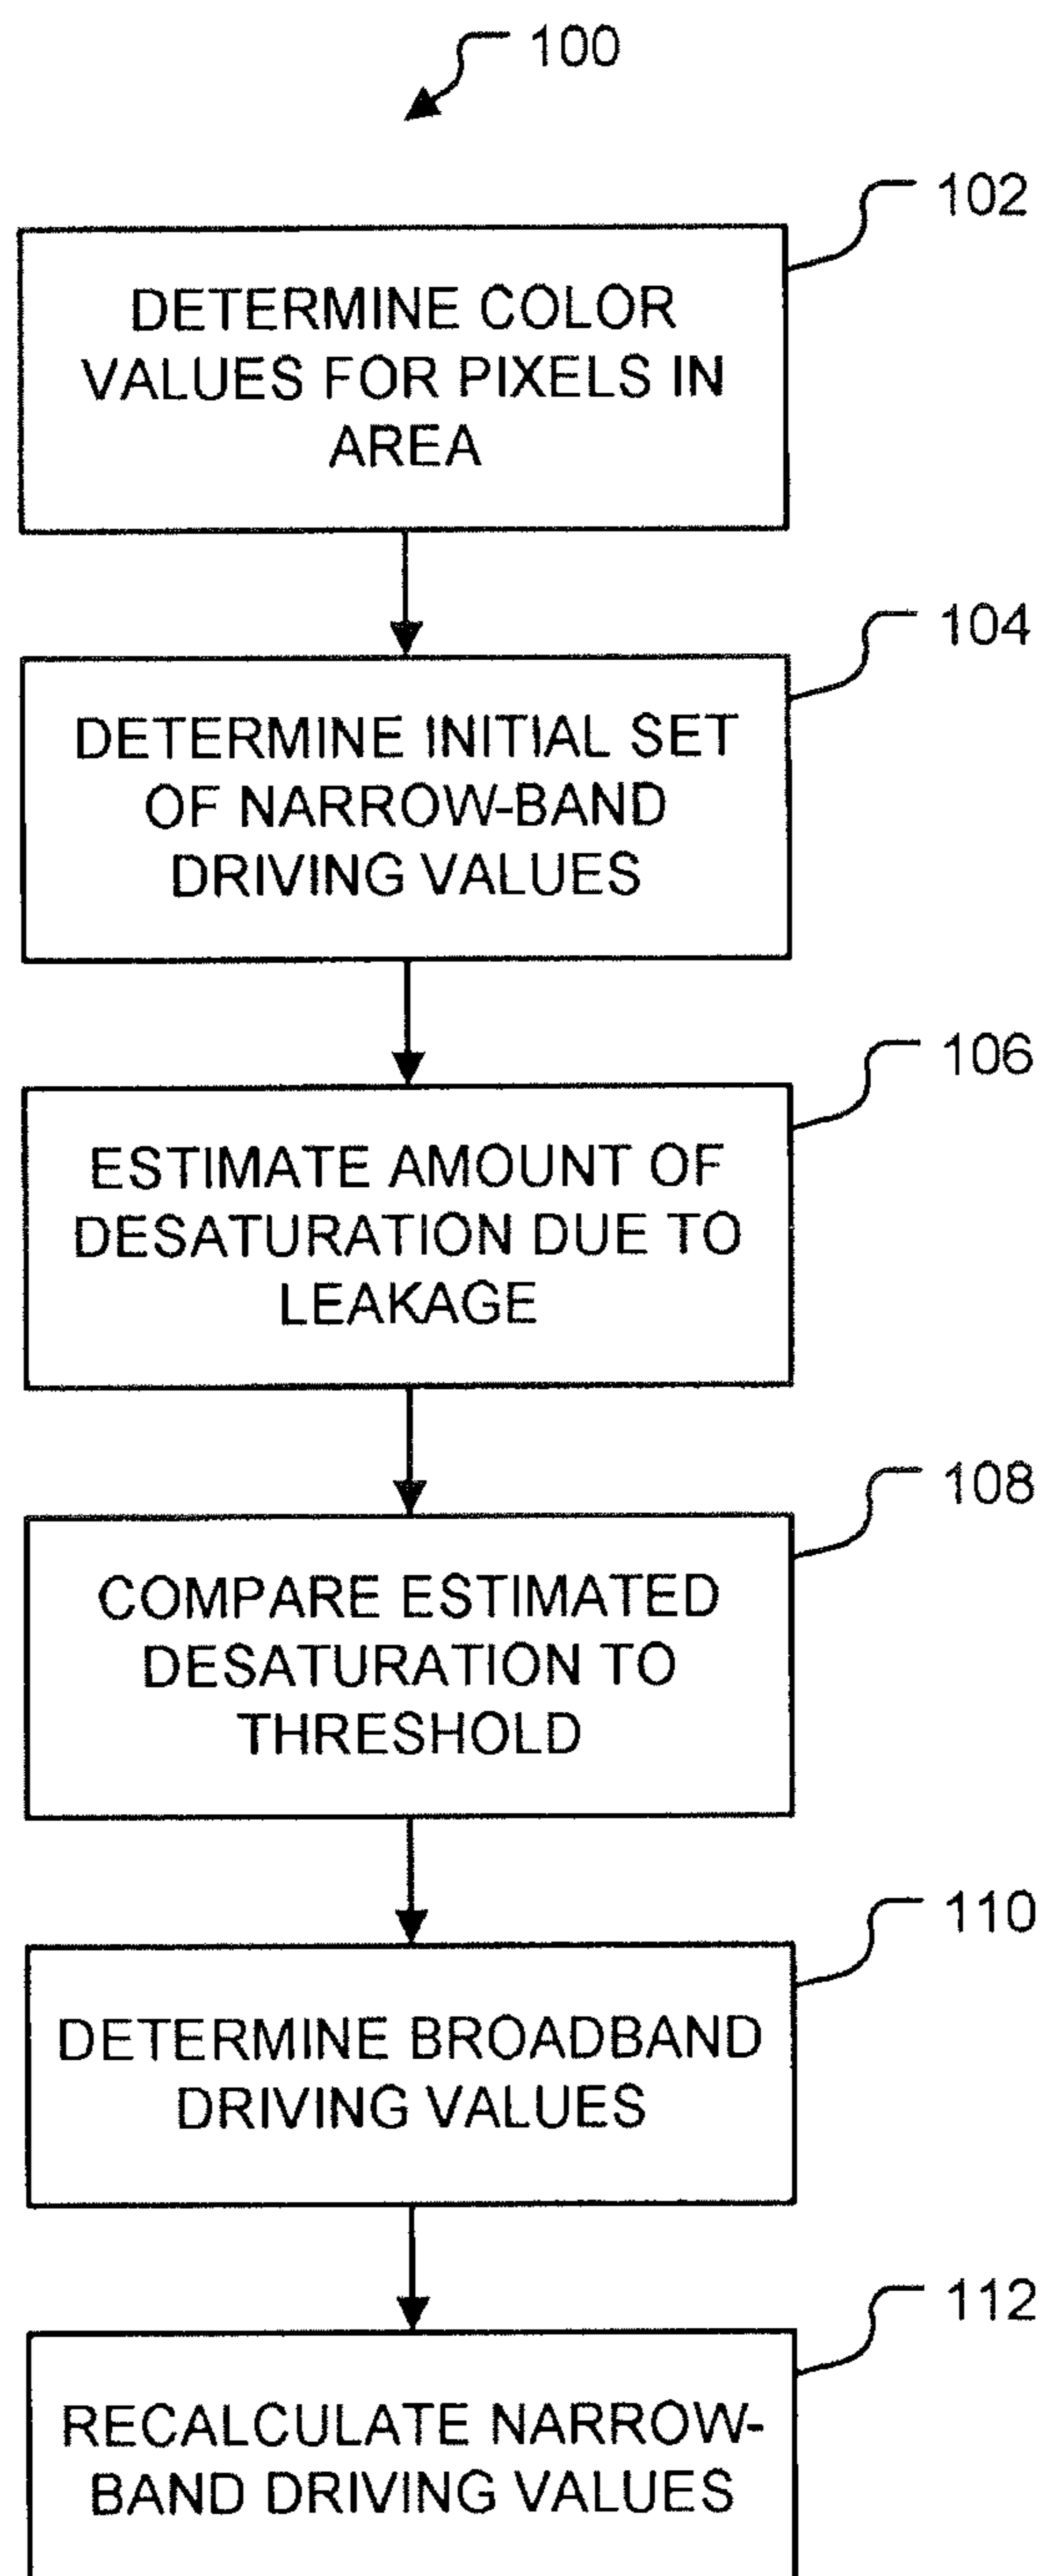 100
102
DETERMINE COLOR
VALUES FOR PIXELS IN
AREA
104
DETERMINE INITIAL SET
OF NARROW-BAND
DRIVING VALUES
106
ESTIMATE AMOUNT OF
DESATURATION DUE TO
LEAKAGE
108
COMPARE ESTIMATED
DESATURATION TO
THRESHOLD
110
DETERMINE BROADBAND
DRIVING VALUES
112
RECALCULATE NARROW-
BAND DRIVING VALUES